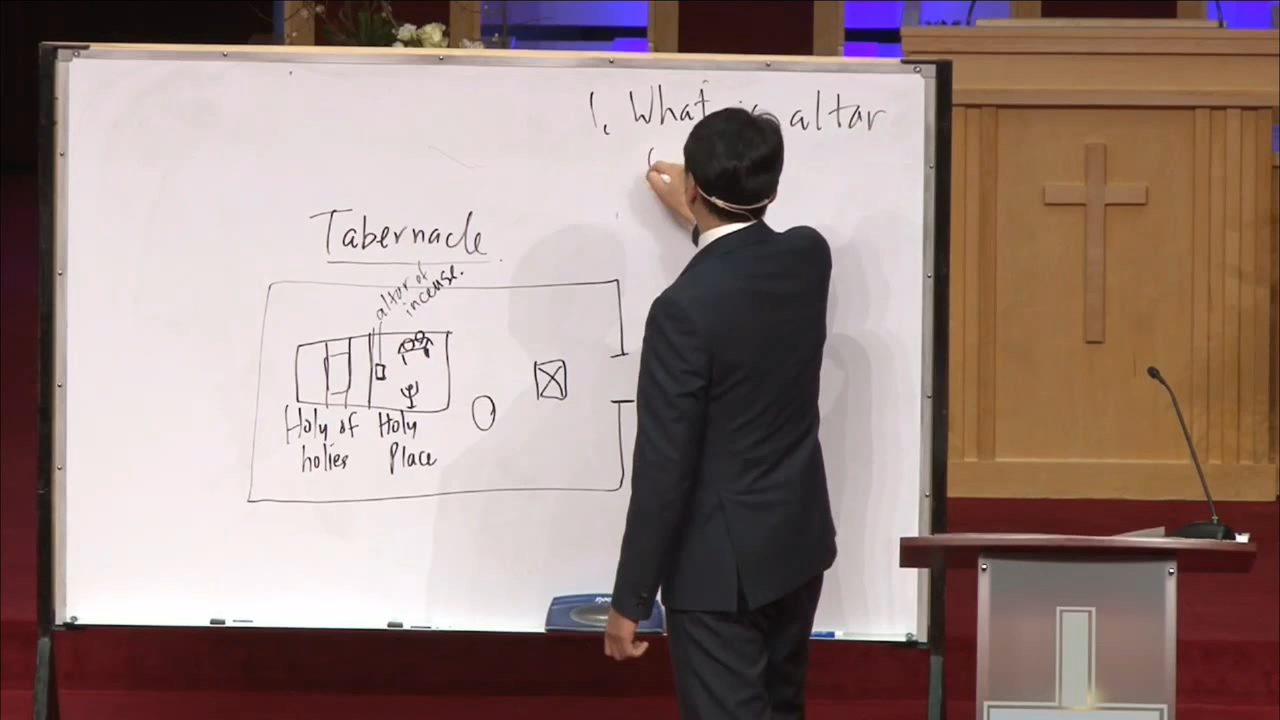 1. What altar
Tabernacle
altar of
incense.
Holy of
holies
Holy
Place